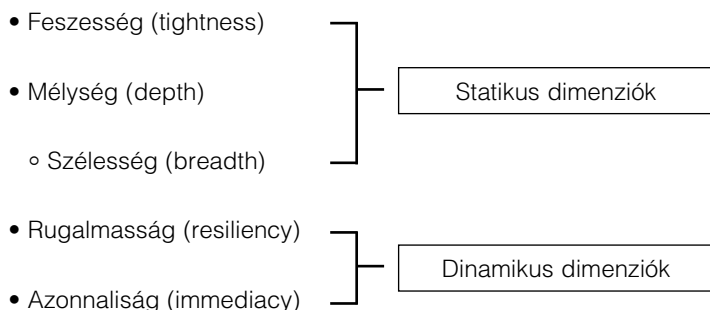 • Feszesség (tightness)
• Mélység (depth)
Statikus dimenziók
o Szélesség (breadth)
• Rugalmasság (resiliency)
Dinamikus dimenziók
• Azonnaliság (immediacy)